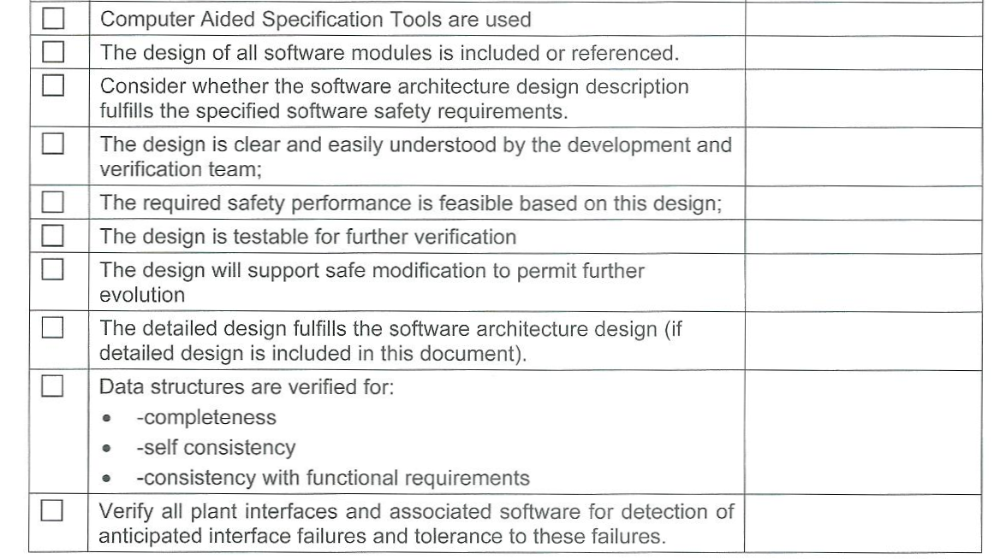 Computer Aided Specification Tools are used
The design of all software modules is included or referenced.
Consider whether the software architecture design description
fulfills the specified software safety requirements.
The design is clear and easily understood by the development and
verification team;
The required safety performance is feasible based on this design;
The design is testable for further verification
The design will support safe modification to permit further
evolution
The detailed design fulfills the software architecture design (if
detailed design is included in this document).
Data structures are verified for:
• -completeness
• -self consistency
• -consistency with functional requirements
Verify all plant interfaces and associated software for detection of
anticipated interface failures and tolerance to these failures.